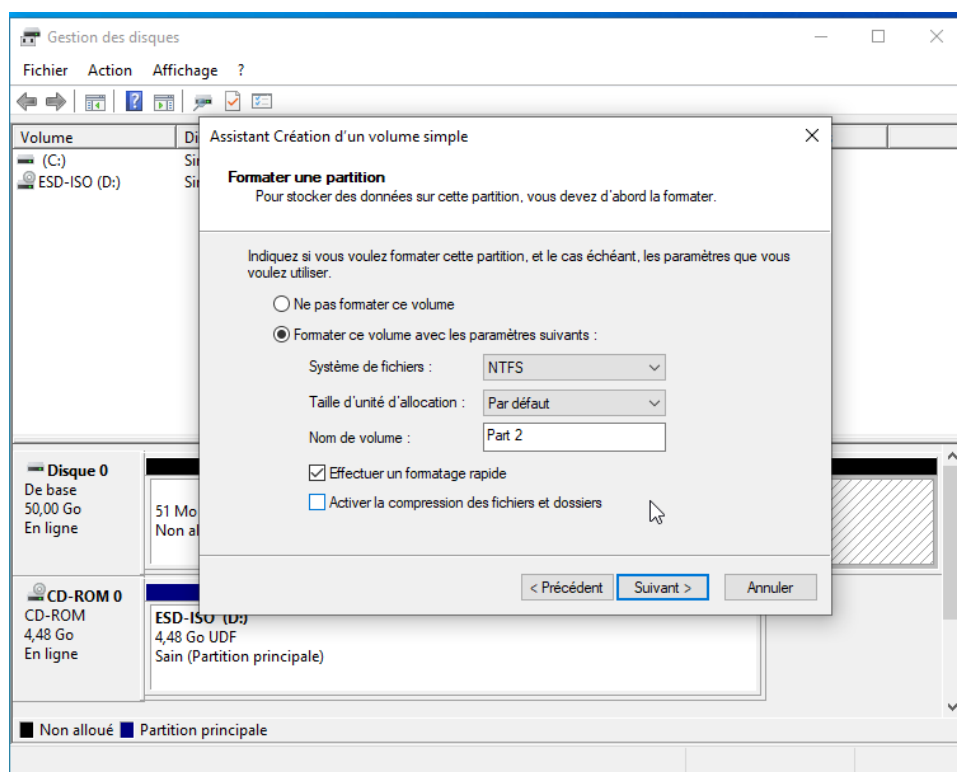 Gestion des disques
Fichier Action Affichage ?
Volume
(C:)
ESD-ISO (D:)
Assistant Création d'un volume simple
Formater une partition
Pour stocker des données sur cette partition, vous devez d'abord la formater.
Indiquez si vous voulez formater cette partition, et le cas échéant, les paramètres que vous
voulez utiliser.
Ne pas formater ce volume
Formater ce volume avec les paramètres suivants :
Système de fichiers : NTFS
Taille d'unité d'allocation : Par défaut
Nom de volume : Part 2
Effectuer un formatage rapide
Activer la compression des fichiers et dossiers
< Précédent Suivant > Annuler
Disque 0
De base
50,00 Go
En ligne
51 Mo
Non al
CD-ROM 0
CD-ROM
4,48 Go
En ligne
ESD-ISO (D:)
4,48 Go UDF
Sain (Partition principale)
Non alloué Partition principale